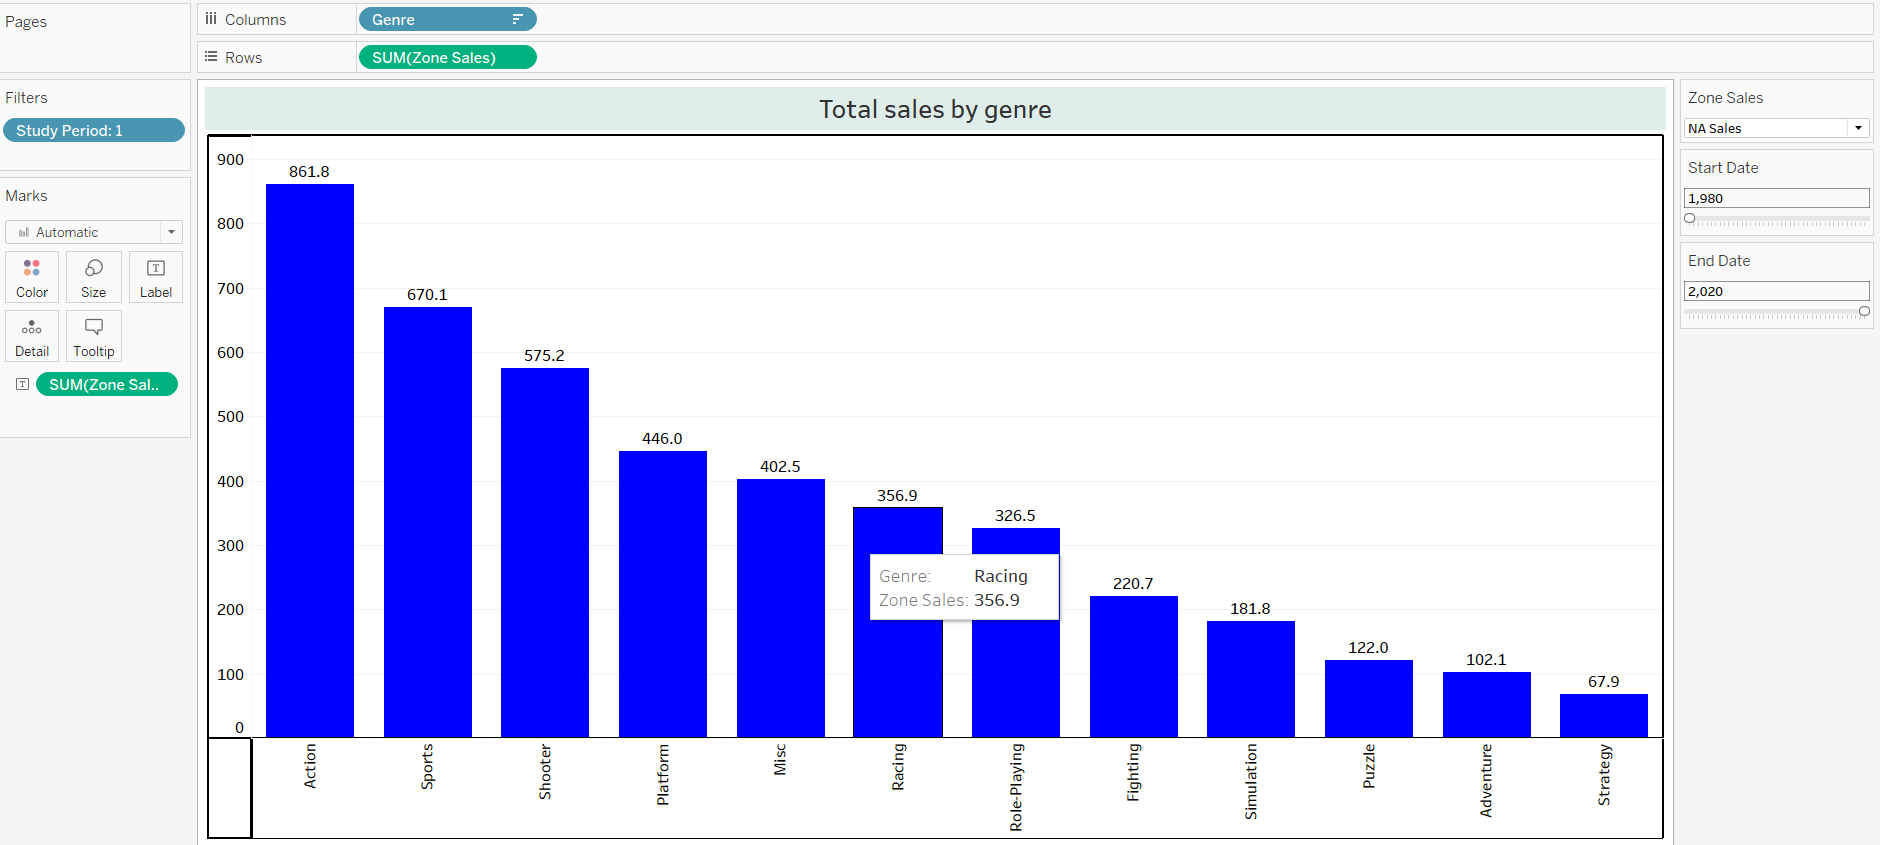 Pages
Columns
Genre
Rows
SUM(Zone Sales)
Filters
Study Period: 1
Marks
Automatic
Color
Size
Label
Detail
Tooltip
SUM(Zone Sal..
Total sales by genre
900
800
700
600
500
400
300
200
100
0
861.8
670.1
575.2
446.0
402.5
356.9
326.5
220.7
181.8
122.0
102.1
67.9
Genre: Racing
Zone Sales: 356.9
Action
Sports
Shooter
Platform
Misc
Racing
Role-Playing
Fighting
Simulation
Puzzle
Adventure
Strategy
Zone Sales
NA Sales
Start Date
1,980
End Date
2,020